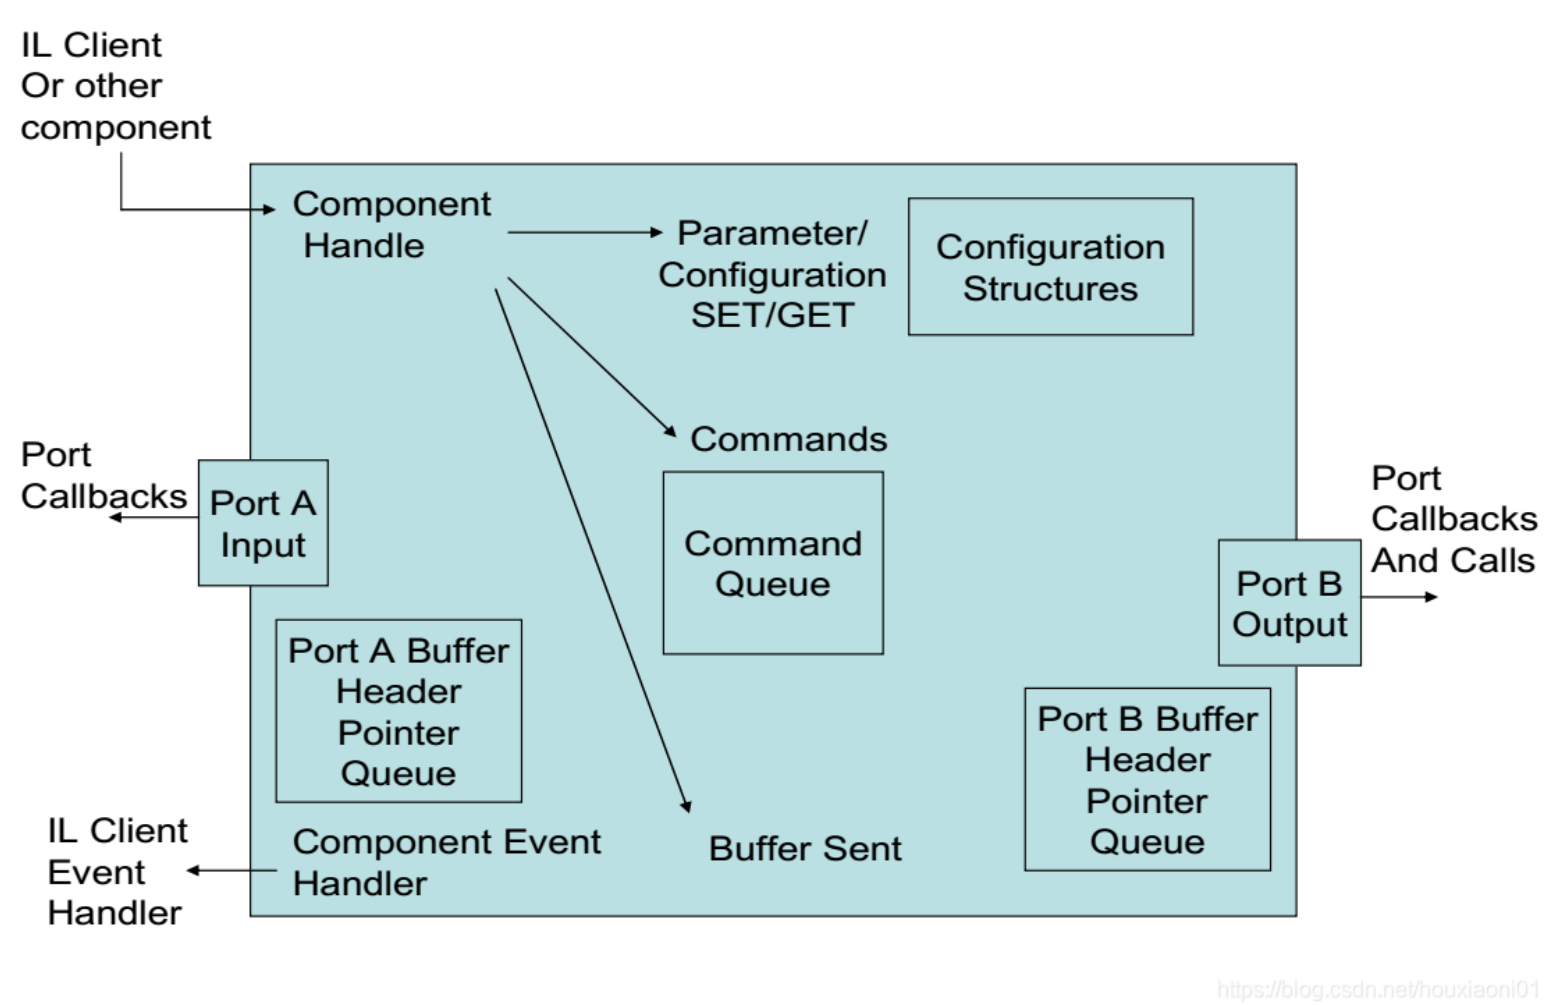 IL Client
Or other
component
Component
Handle
Parameter/
Configuration
SET/GET
Configuration
Structures
Commands
Command
Queue
Port
Callbacks
Port A
Input
Port
Callbacks
And Calls
Port B
Output
Port A Buffer
Header
Pointer
Queue
Port B Buffer
Header
Pointer
Queue
IL Client
Event
Handler
Component Event
Handler
Buffer Sent
https://blog.csdn.net/houxiaoni01